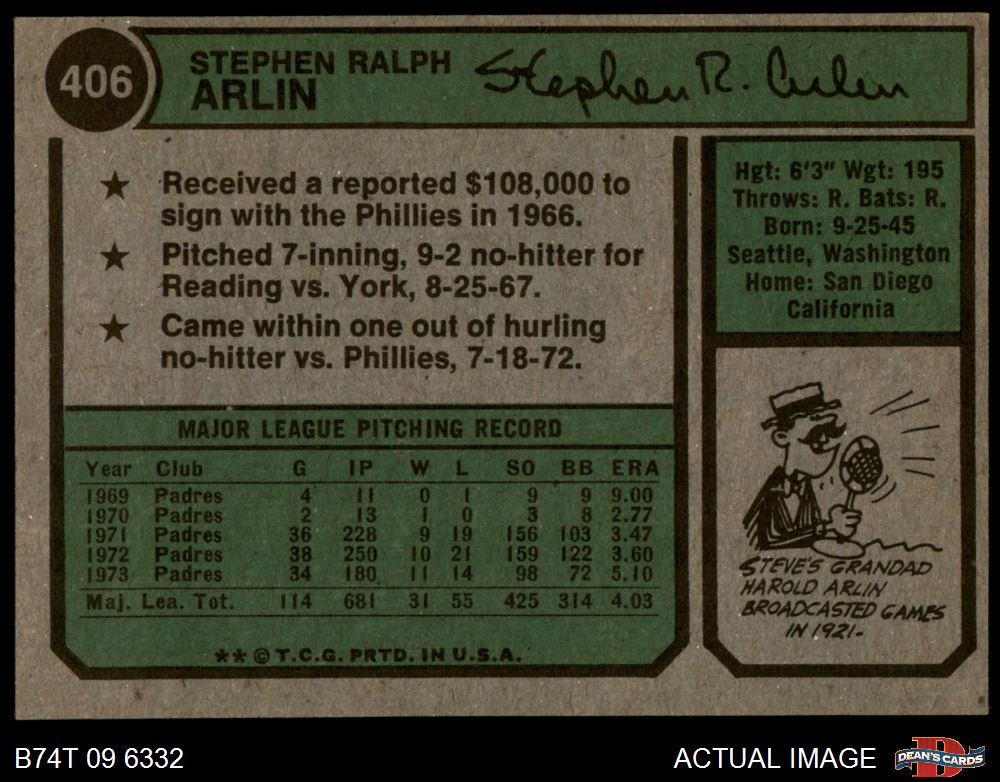 406
STEPHEN RALPH
ARLIN
Stephen R. Arlin
★ Received a reported $108,000 to
sign with the Phillies in 1966.
★ Pitched 7-inning, 9-2 no-hitter for
Reading vs. York, 8-25-67.
★ Came within one out of hurling
no-hitter vs. Phillies, 7-18-72.
Hgt: 6'3" Wgt: 195
Throws: R. Bats: R.
Born: 9-25-45
Seattle, Washington
Home: San Diego
California
MAJOR LEAGUE PITCHING RECORD
Year Club G IP W L SO BB ERA
1969 Padres 4 11 0 1 9 9 9.00
1970 Padres 2 13 1 0 3 8 2.77
1971 Padres 36 228 9 19 156 103 3.47
1972 Padres 38 250 10 21 159 122 3.60
1973 Padres 34 180 11 14 98 72 5.10
Maj. Lea. Tot. 114 681 31 55 425 314 4.03
** © T.C.G. PRTD. IN U.S.A.
STEVE'S GRANDAD
HAROLD ARLIN
BROADCASTED GAMES
IN 1921.
B74T 09 6332
ACTUAL IMAGE
D
DEAN'S CARDS